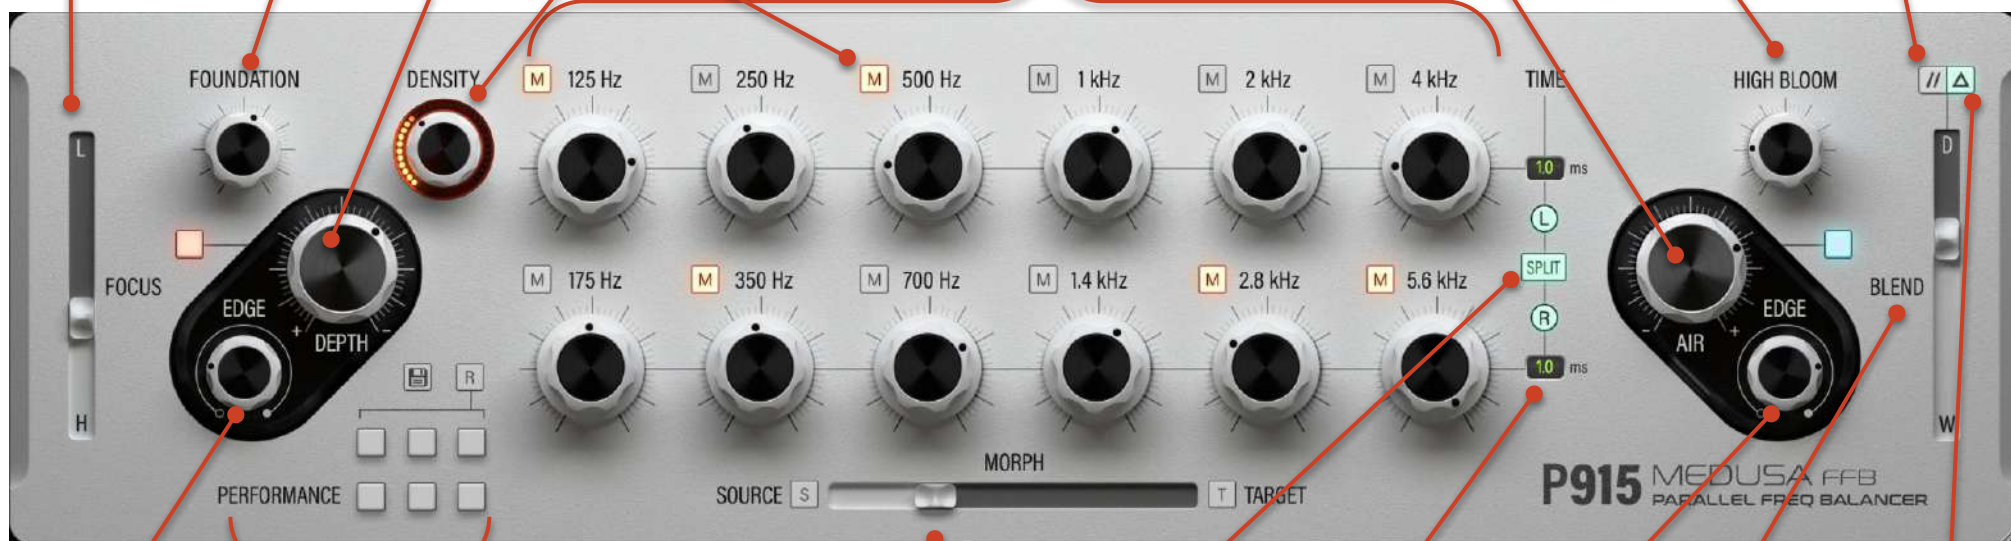 FOUNDATION
DENSITY
M 125 Hz
M 250 Hz
M 500 Hz
M 1 kHz
M 2 kHz
M 4 kHz
TIME
HIGH BLOOM
L
D
1.0 ms
L
FOCUS
M 175 Hz
M 350 Hz
M 700 Hz
M 1.4 kHz
M 2.8 kHz
M 5.6 kHz
SPLIT
BLEND
EDGE
+ -
DEPTH
R
EDGE
- +
AIR
1.0 ms
R
H
W
MORPH
PERFORMANCE
SOURCE S
T TARGET
P915 MEDUSA FFB
PARALLEL FREQ BALANCER